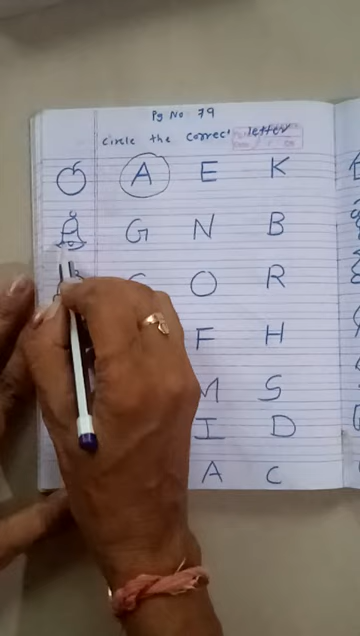 Pg No: 79
Circle the correct letter
A E K
G N B
O R
F H
M S
I D
A C